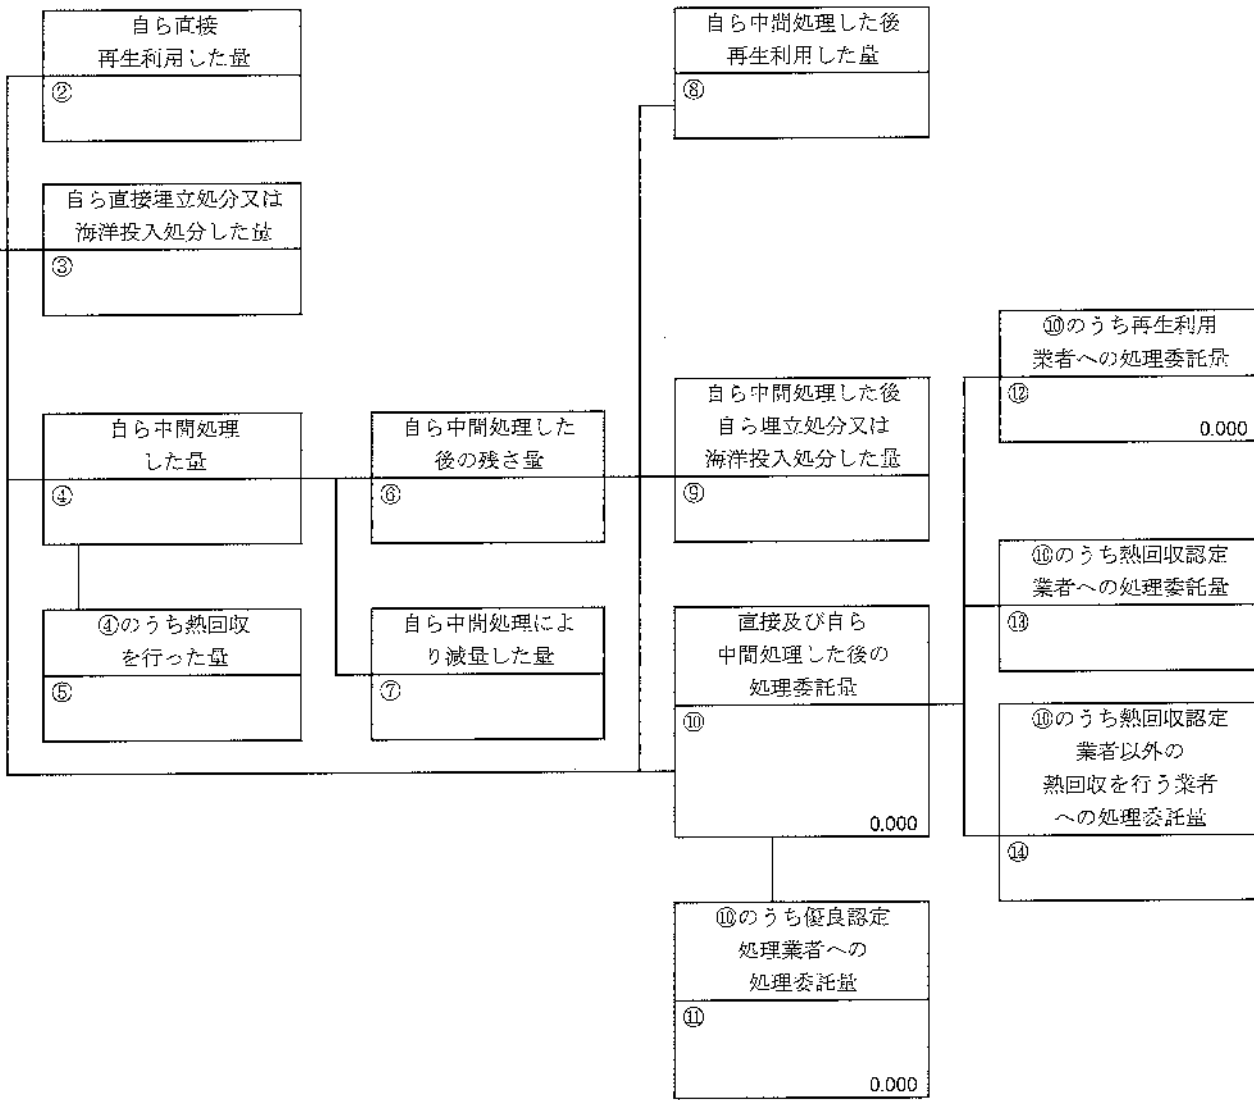 自ら直接
再生利用した量
②
自ら直接埋立処分又は
海洋投入処分した量
③
自ら中間処理
した量
④
④のうち熱回収
を行った量
⑤
自ら中間処理した
後の残さ量
⑥
自ら中間処理によ
り減量した量
⑦
自ら中間処理した後
再生利用した量
⑧
自ら中間処理した後
自ら埋立処分又は
海洋投入処分した量
⑨
直接及び自ら
中間処理した後の
処理委託量
⑩
0.000
⑩のうち優良認定
処理業者への
処理委託量
⑪
0.000
⑩のうち再生利用
業者への処理委託量
⑫
0.000
⑩のうち熱回収認定
業者への処理委託量
⑬
⑩のうち熱回収認定
業者以外の
熱回収を行う業者
への処理委託量
⑭